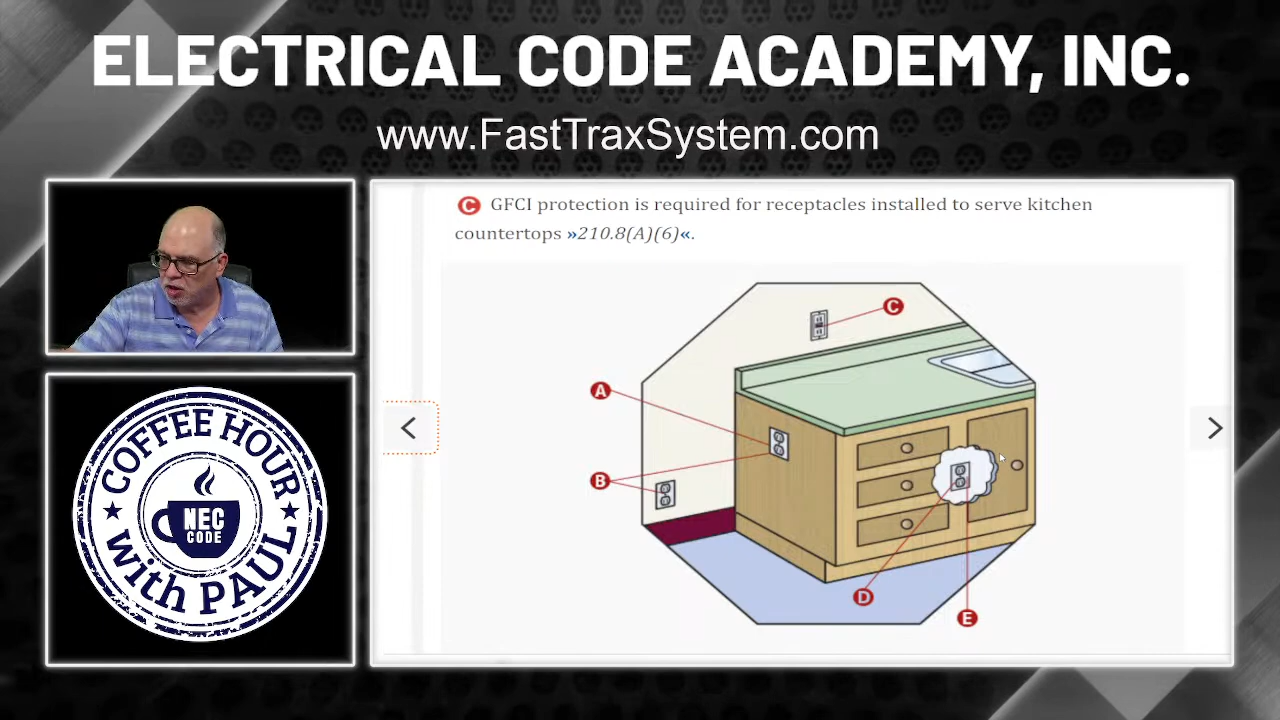 ELECTRICAL CODE ACADEMY, INC.
www.FastTraxSystem.com
C GFCI protection is required for receptacles installed to serve kitchen
countertops »210.8(A)(6)«.
C
A
B
D
E
COFFEE HOUR
NEC
CODE
with PAUL